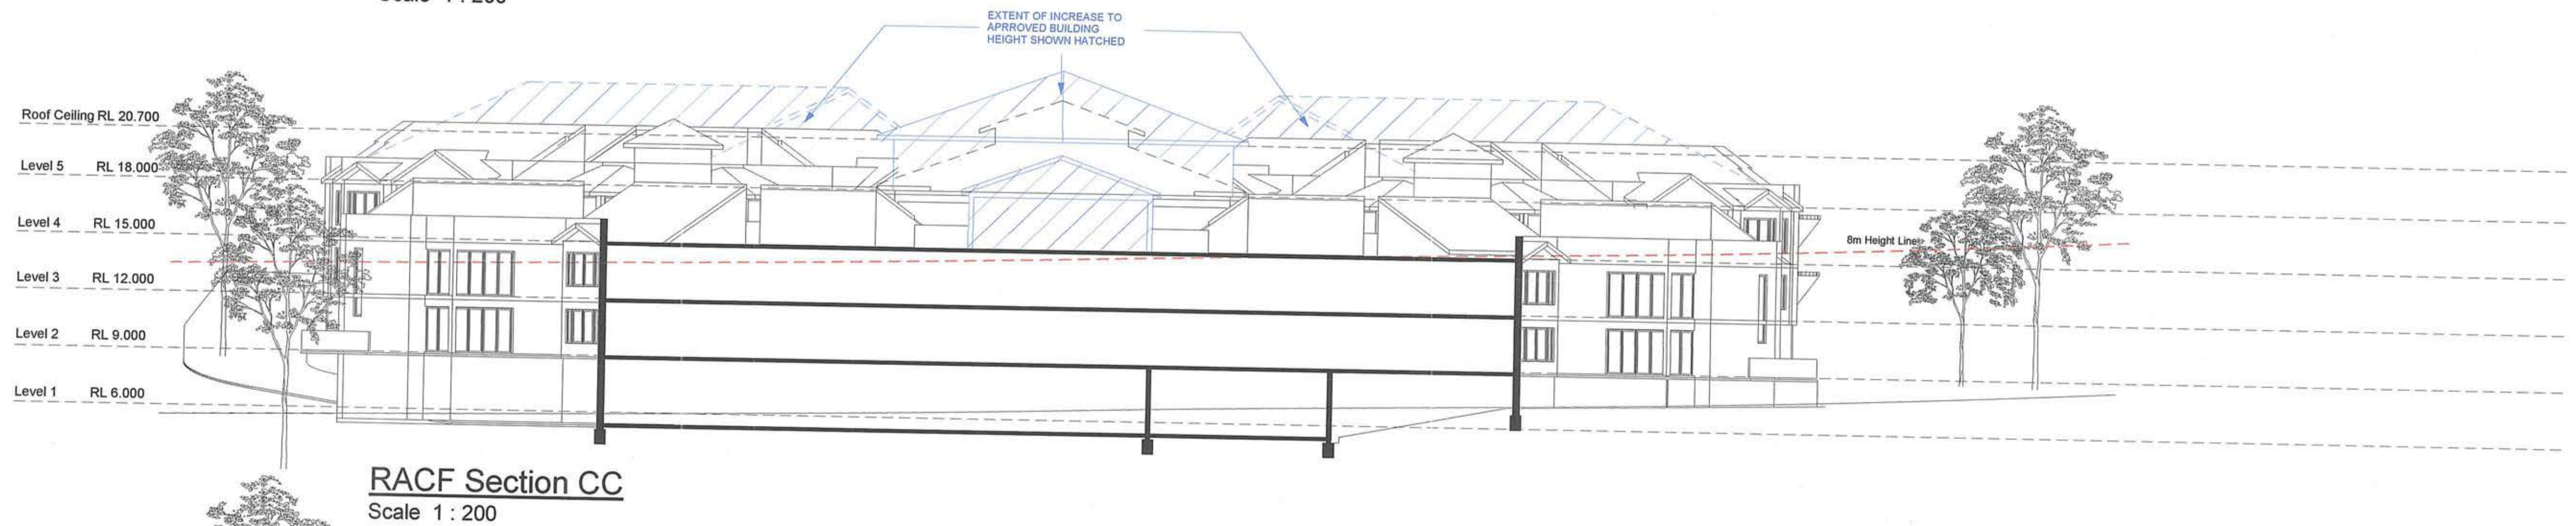 EXTENT OF INCREASE TO
APRROVED BUILDING
HEIGHT SHOWN HATCHED
Roof Ceiling RL 20.700
Level 5 RL 18.000
Level 4 RL 15.000
8m Height Line
Level 3 RL 12.000
Level 2 RL 9.000
Level 1 RL 6.000
RACF Section CC
Scale 1 : 200